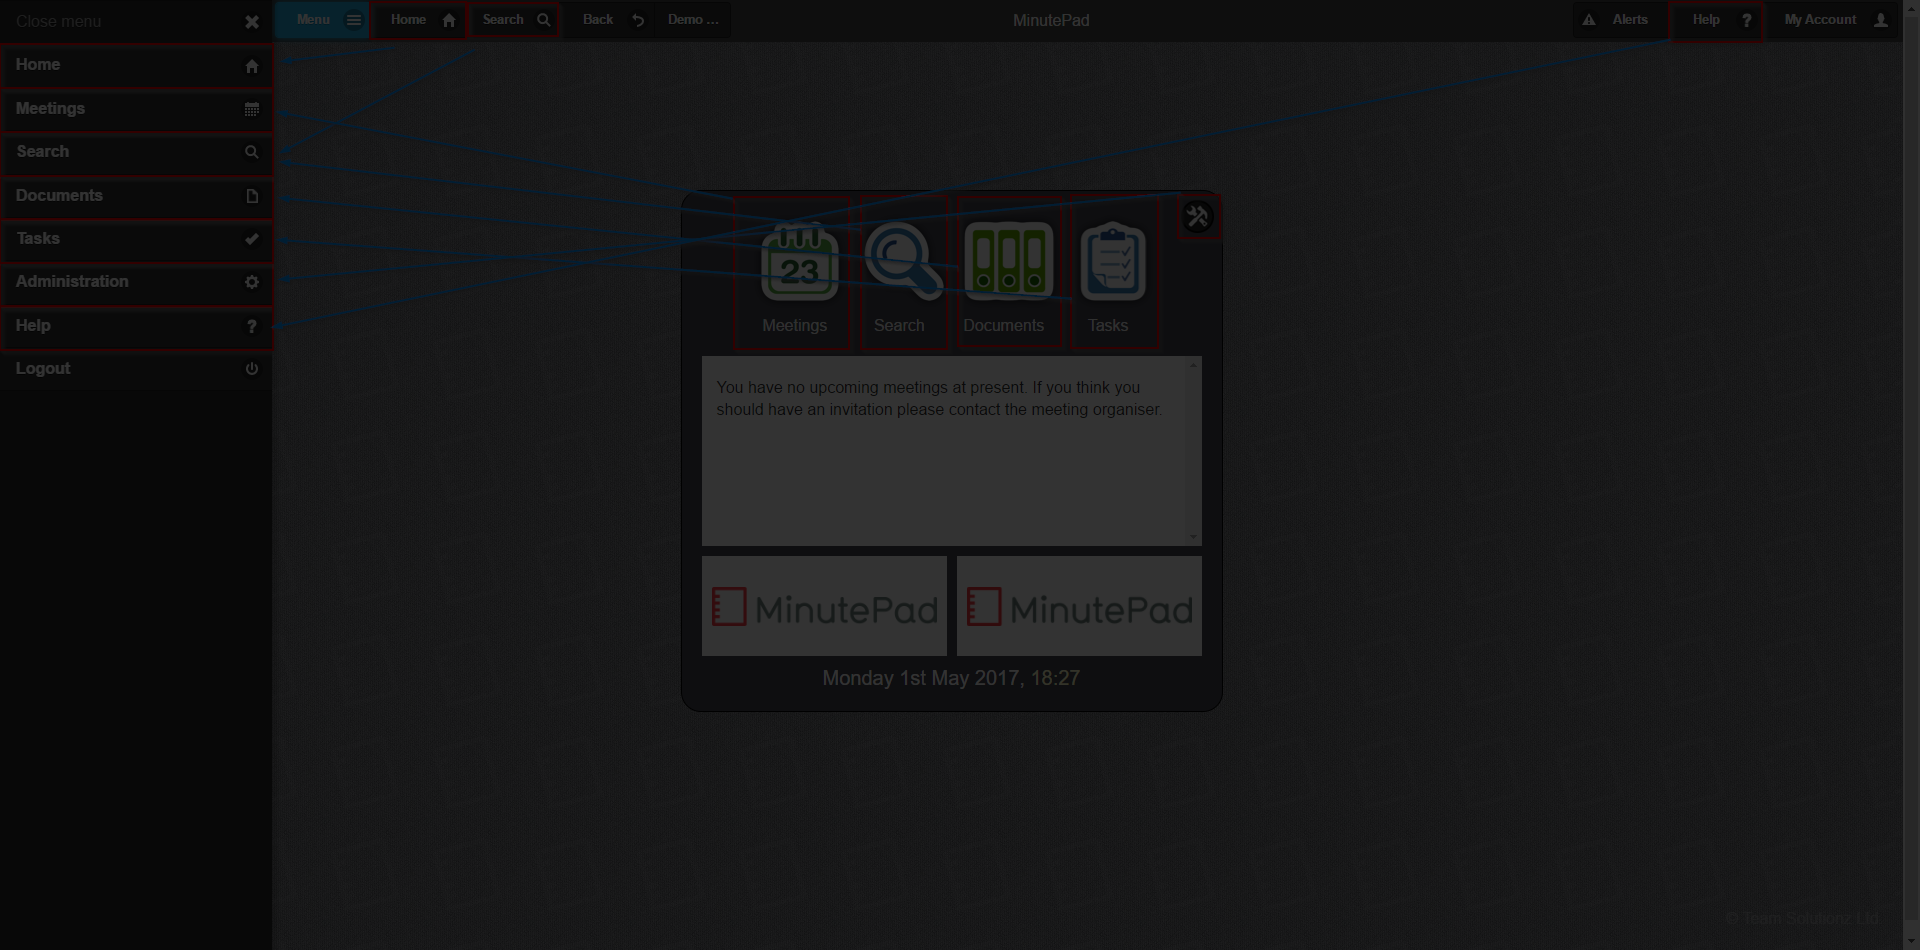 Close menu
Menu
Home
Search
Back
Demo ...
MinutePad
Alerts
Help
My Account
Home
Meetings
Search
Documents
Tasks
Administration
Help
Logout
23
Meetings
Search
Documents
Tasks
You have no upcoming meetings at present. If you think you
should have an invitation please contact the meeting organiser.
MinutePad
MinutePad
Monday 1st May 2017, 18:27
© Team Solutionz Ltd